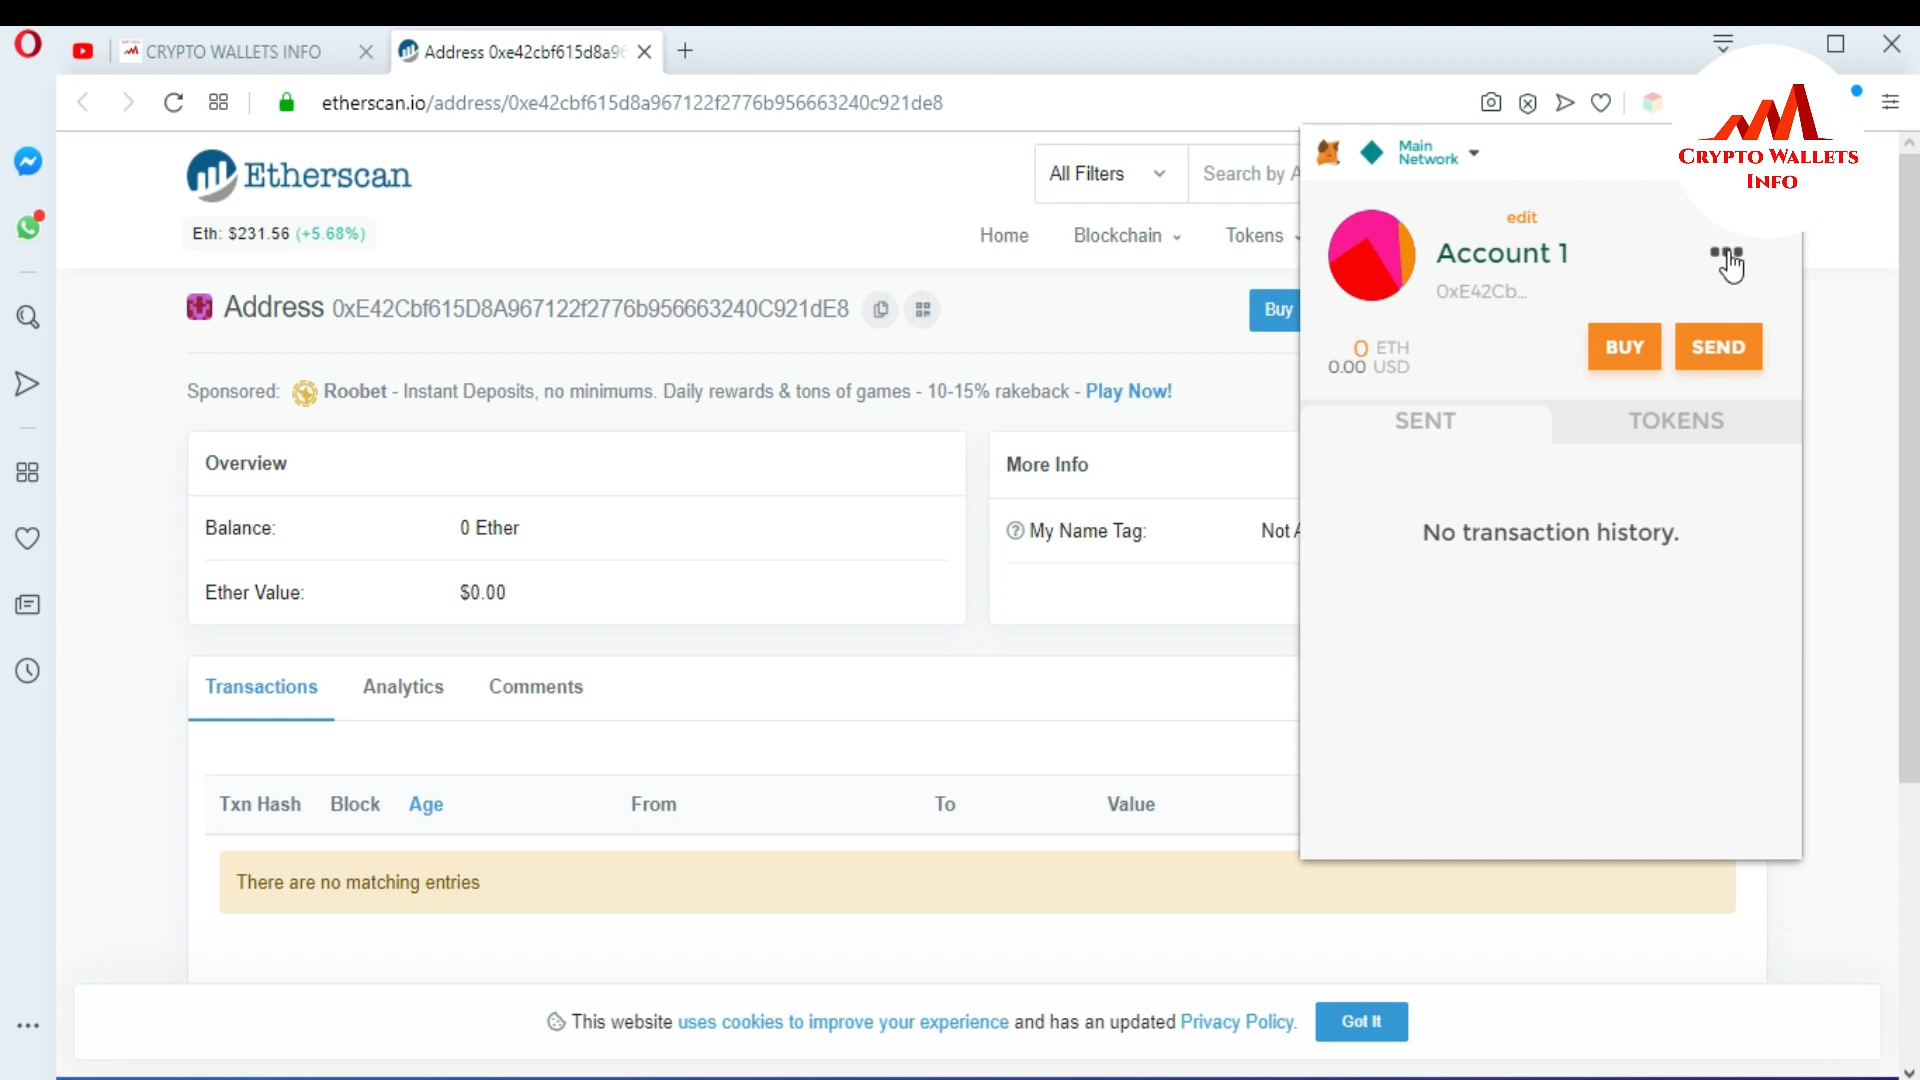 CRYPTO WALLETS INFO
Address 0xe42cbf615d8a96
etherscan.io/address/0xe42cbf615d8a967122f2776b956663240c921de8
CRYPTO WALLETS
INFO
Etherscan
All Filters
Search by A
Eth: $231.56 (+5.68%)
Home
Blockchain
Tokens
Main
Network
edit
Account 1
0xE42Cb...
0 ETH
0.00 USD
BUY
SEND
SENT
TOKENS
No transaction history.
Address 0xE42Cbf615D8A967122f2776b956663240C921dE8
Buy
Sponsored: Roobet - Instant Deposits, no minimums. Daily rewards & tons of games - 10-15% rakeback - Play Now!
Overview
Balance: 0 Ether
Ether Value: $0.00
More Info
My Name Tag: Not A
Transactions
Analytics
Comments
Txn Hash Block Age From To Value
There are no matching entries
This website uses cookies to improve your experience and has an updated Privacy Policy.
Got It